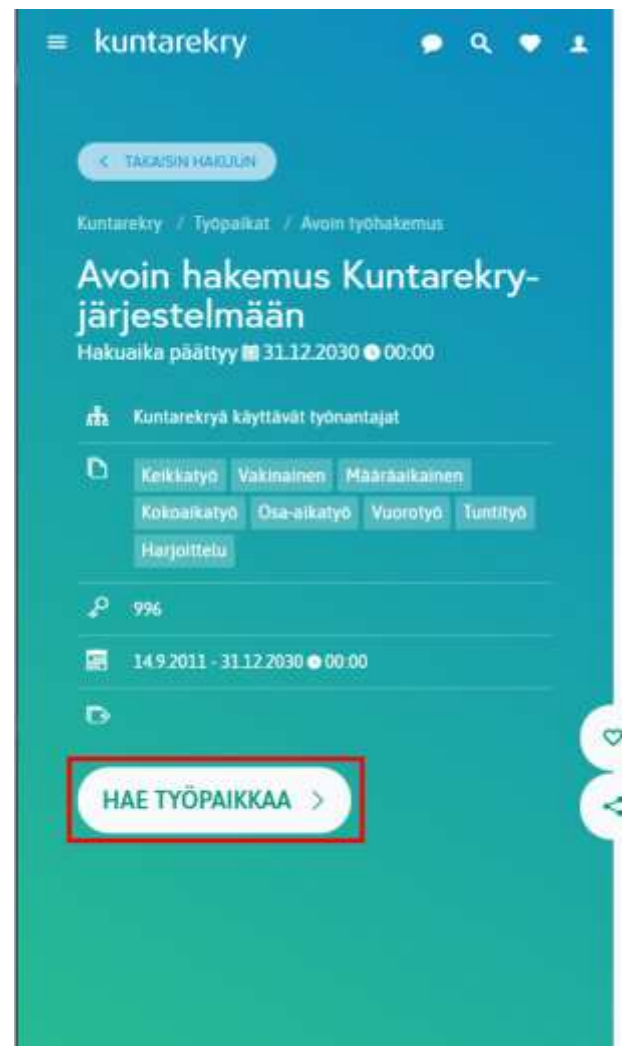 kuntarekry
TAKAISIN HAKUUN
Kuntarekry / Työpaikat / Avoin työhakemus
Avoin hakemus Kuntarekry-
järjestelmään
Hakuaika päättyy 31.12.2030 00:00
Kuntarekryä käyttävät työnantajat
Keikkatyö Vakinainen Määräaikainen
Kokoaikatyö Osa-aikatyö Vuorotyö Tuntityö
Harjoittelu
996
14.9.2011 - 31.12.2030 00:00
HAE TYÖPAIKKAA